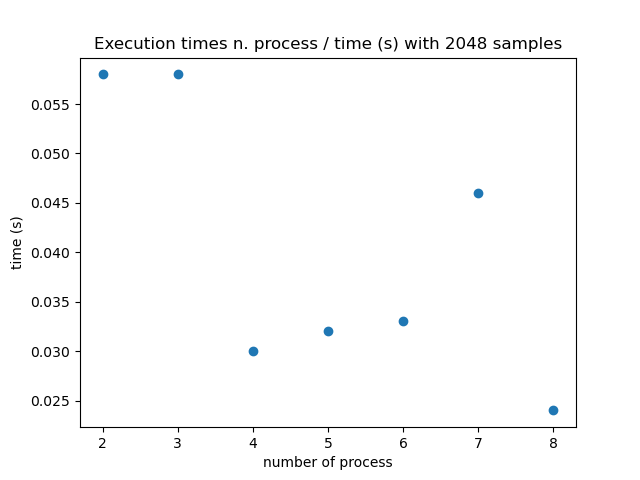 Execution times n. process / time (s) with 2048 samples
0.055
0.050
0.045
0.040
0.035
0.030
0.025
time (s)
2 3 4 5 6 7 8
number of process